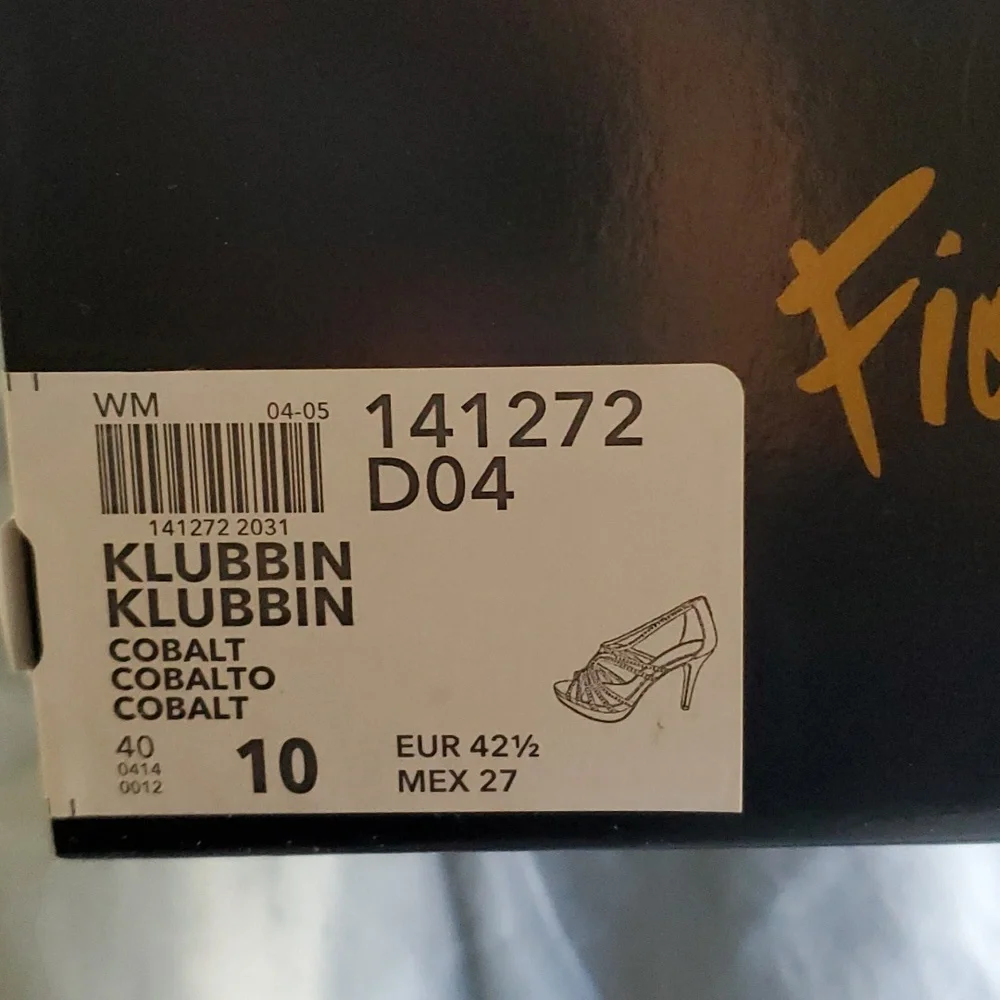 WM 04-05
141272 2031
141272
D04
KLUBBIN
KLUBBIN
COBALT
COBALTO
COBALT
40
0414
0012
10
EUR 42½
MEX 27